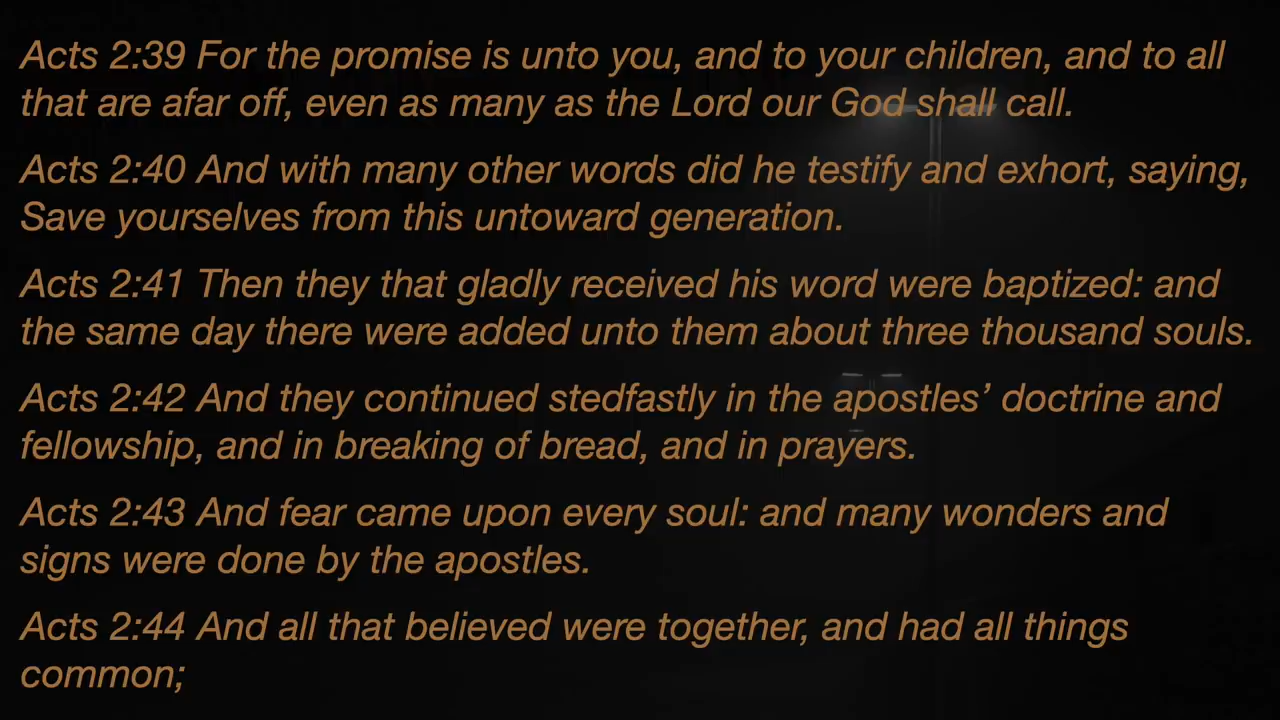 Acts 2:39 For the promise is unto you, and to your children, and to all
that are afar off, even as many as the Lord our God shall call.
Acts 2:40 And with many other words did he testify and exhort, saying,
Save yourselves from this untoward generation.
Acts 2:41 Then they that gladly received his word were baptized: and
the same day there were added unto them about three thousand souls.
Acts 2:42 And they continued stedfastly in the apostles’ doctrine and
fellowship, and in breaking of bread, and in prayers.
Acts 2:43 And fear came upon every soul: and many wonders and
signs were done by the apostles.
Acts 2:44 And all that believed were together, and had all things
common;